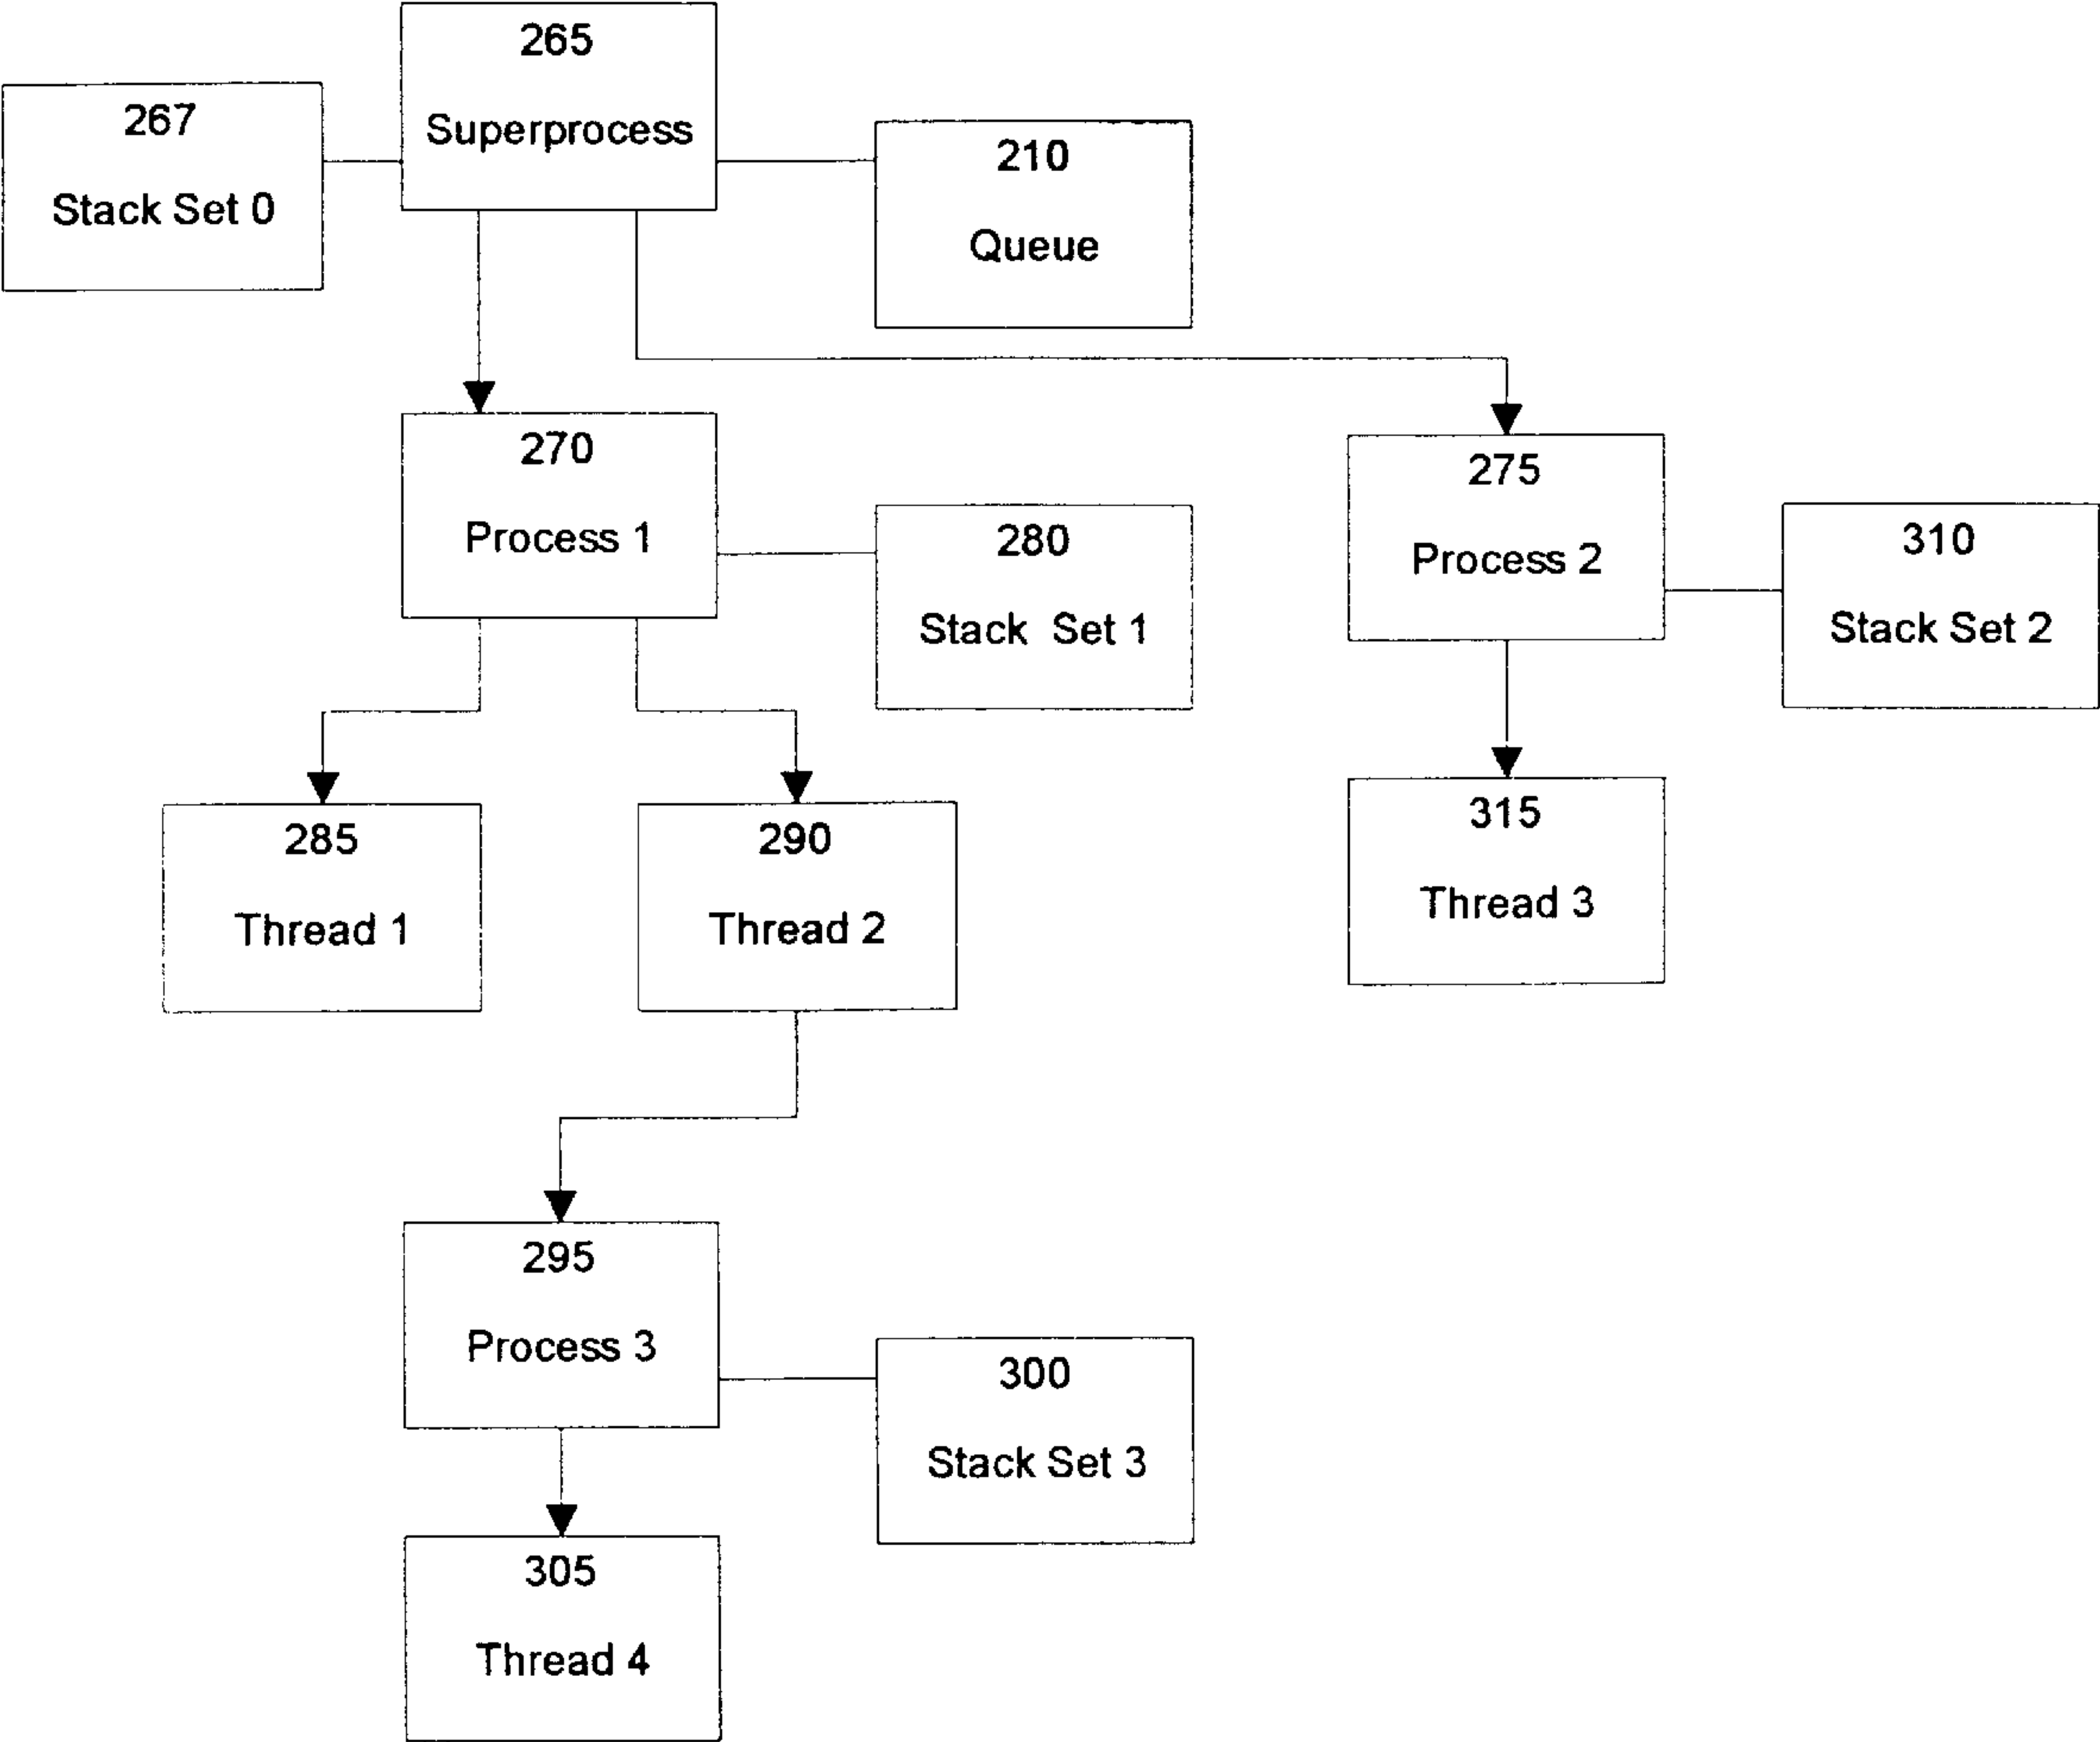 265
Superprocess
267
Stack Set 0
210
Queue
270
Process 1
275
Process 2
280
Stack Set 1
310
Stack Set 2
285
Thread 1
290
Thread 2
315
Thread 3
295
Process 3
300
Stack Set 3
305
Thread 4